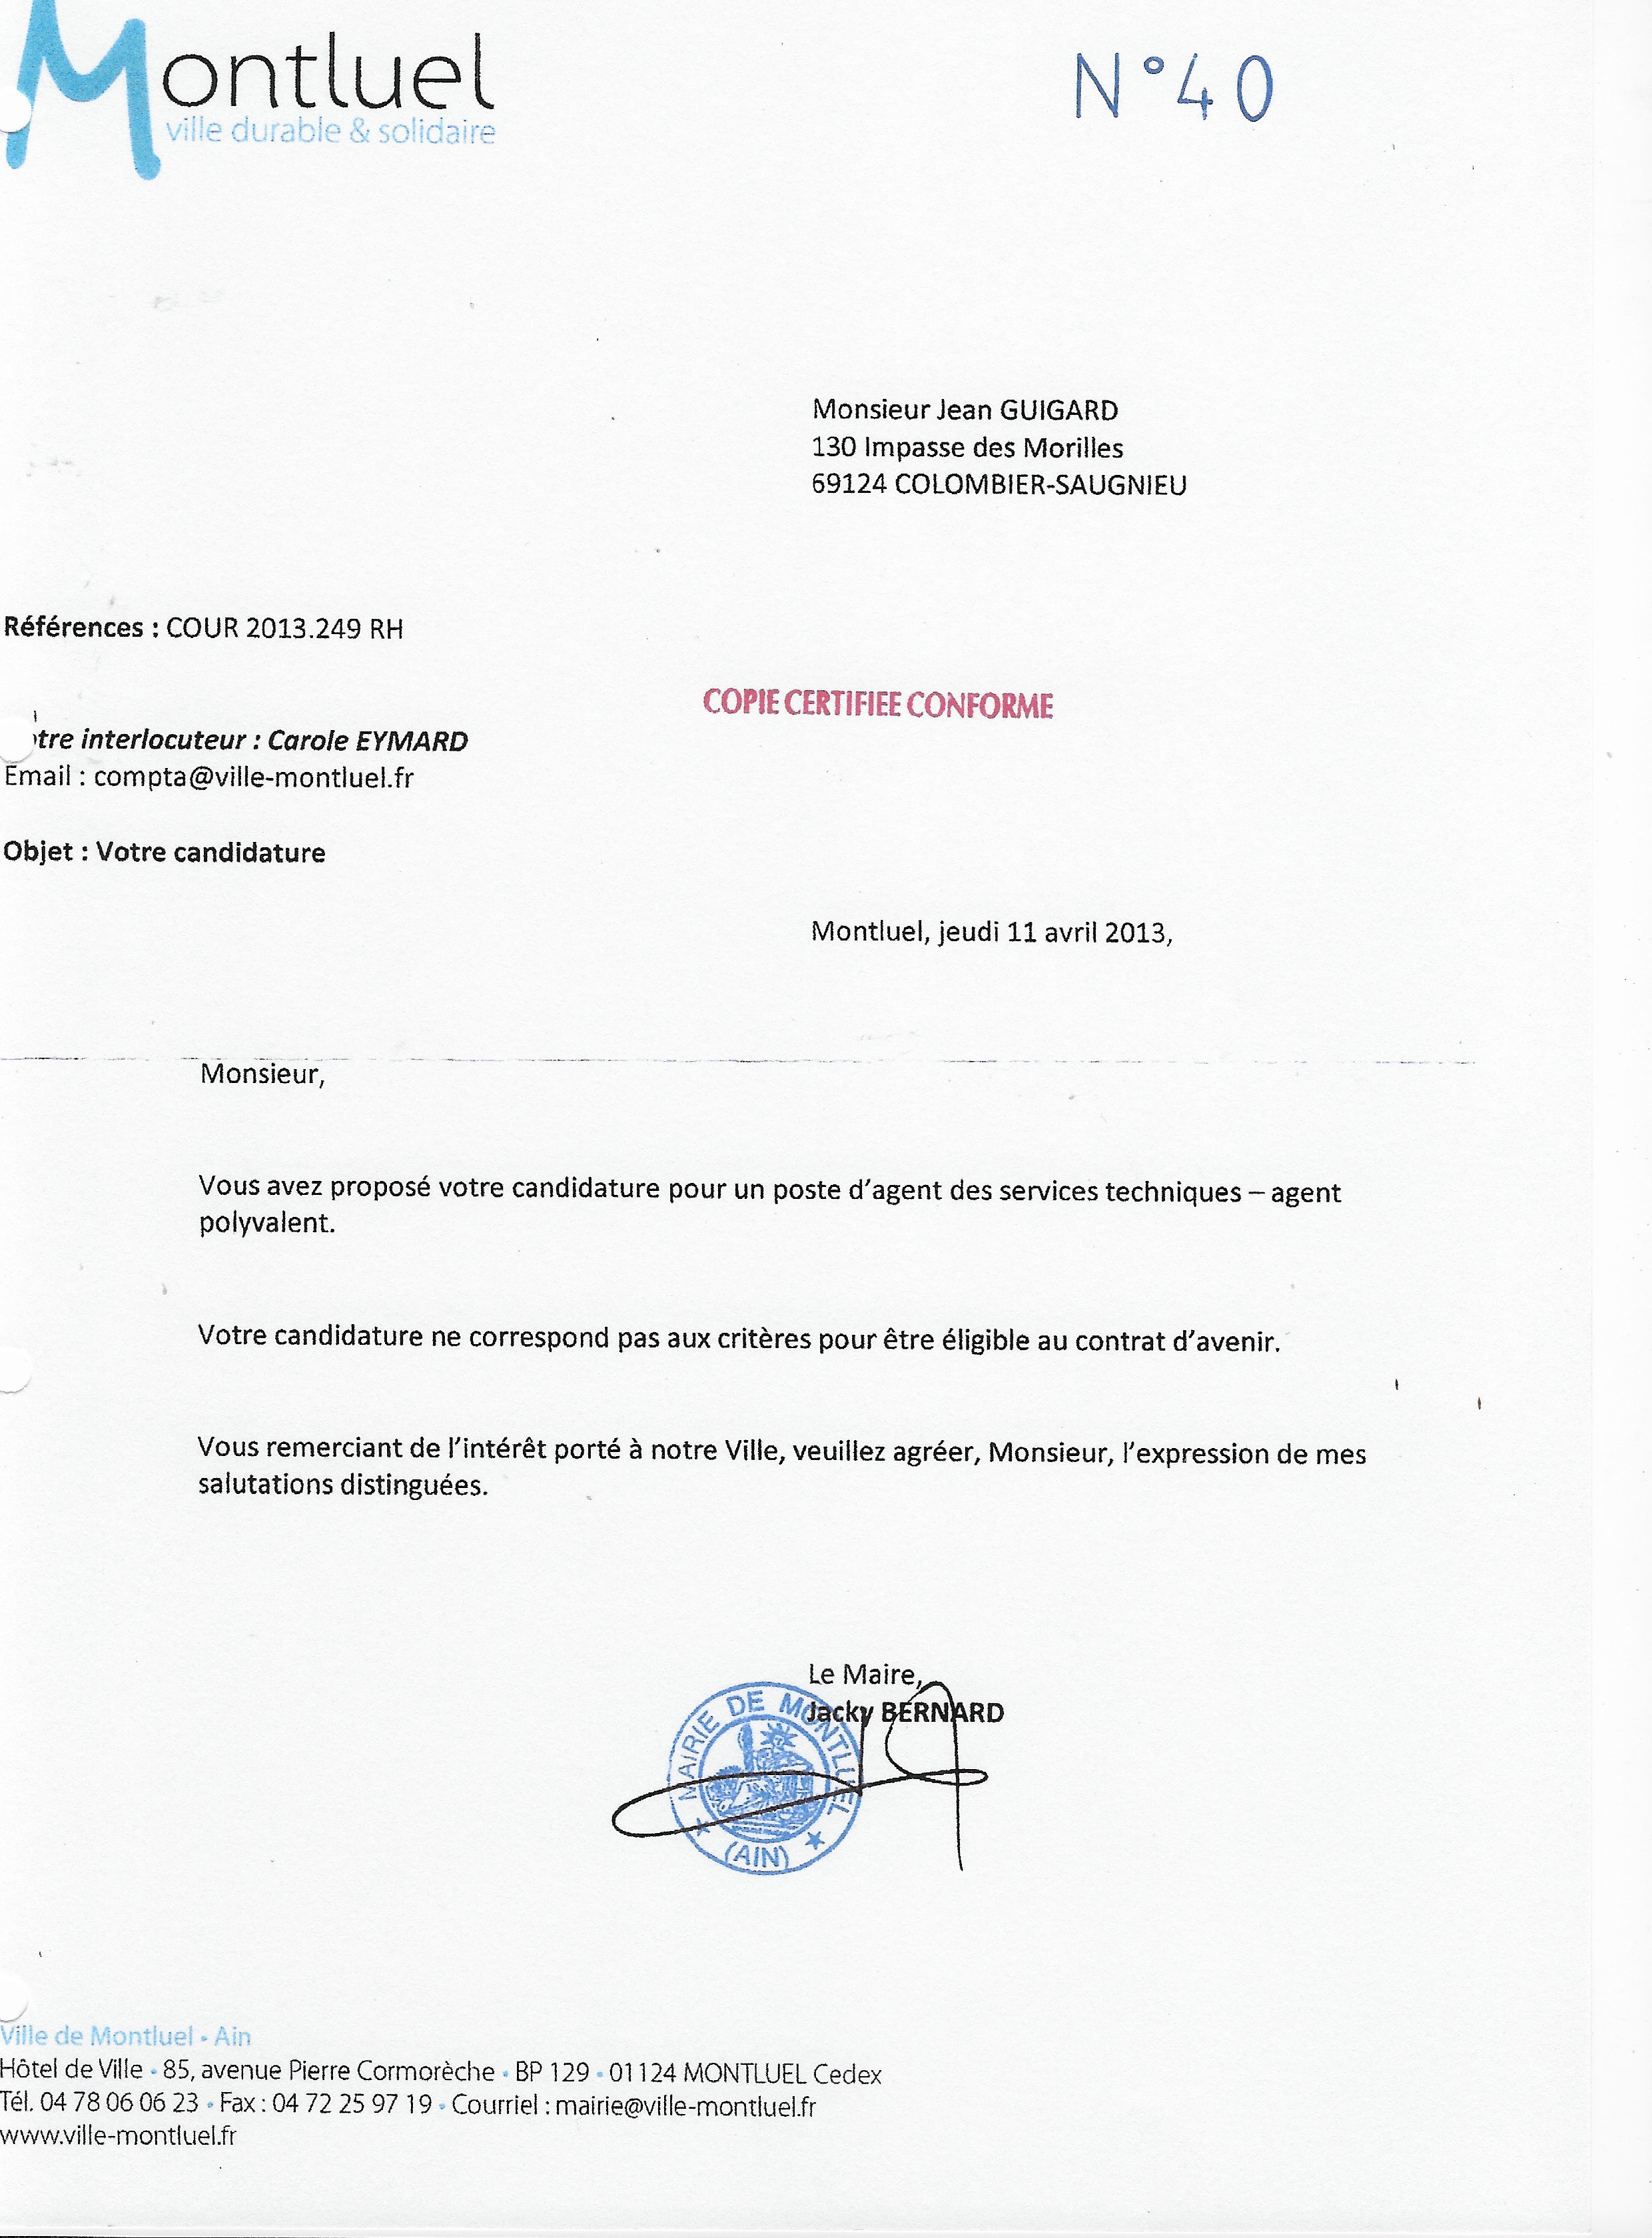 Montluel
ville durable & solidaire
N°40
Monsieur Jean GUIGARD
130 Impasse des Morilles
69124 COLOMBIER-SAUGNIEU
Références : COUR 2013.249 RH
COPIE CERTIFIEE CONFORME
tre interlocuteur : Carole EYMARD
Email : compta@ville-montluel.fr
Objet : Votre candidature
Montluel, jeudi 11 avril 2013,
Monsieur,
Vous avez proposé votre candidature pour un poste d’agent des services techniques – agent
polyvalent.
Votre candidature ne correspond pas aux critères pour être éligible au contrat d’avenir.
Vous remerciant de l’intérêt porté à notre Ville, veuillez agréer, Monsieur, l’expression de mes
salutations distinguées.
Le Maire,
Jacky BERNARD
MAIRIE DE MONTLUEL
(AIN)
Ville de Montluel • Ain
Hôtel de Ville • 85, avenue Pierre Cormorèche • BP 129 • 01124 MONTLUEL Cedex
Tél. 04 78 06 06 23 • Fax : 04 72 25 97 19 • Courriel : mairie@ville-montluel.fr
www.ville-montluel.fr